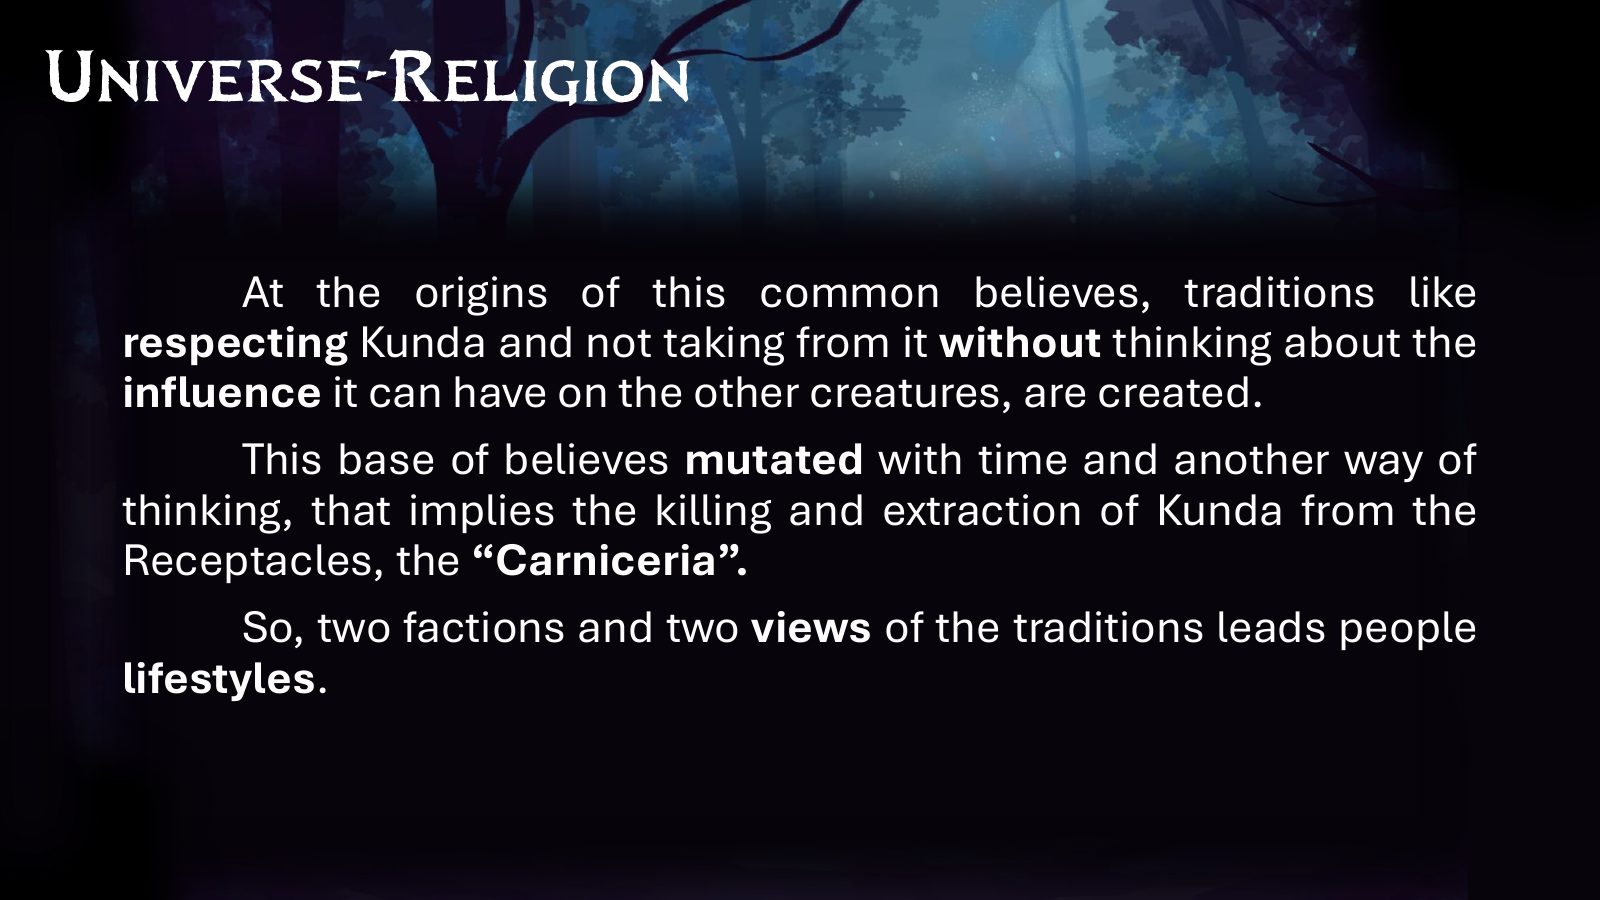 Universe-Religion
At the origins of this common believes, traditions like
respecting Kunda and not taking from it without thinking about the
influence it can have on the other creatures, are created.
This base of believes mutated with time and another way of
thinking, that implies the killing and extraction of Kunda from the
Receptacles, the “Carniceria”.
So, two factions and two views of the traditions leads people
lifestyles.